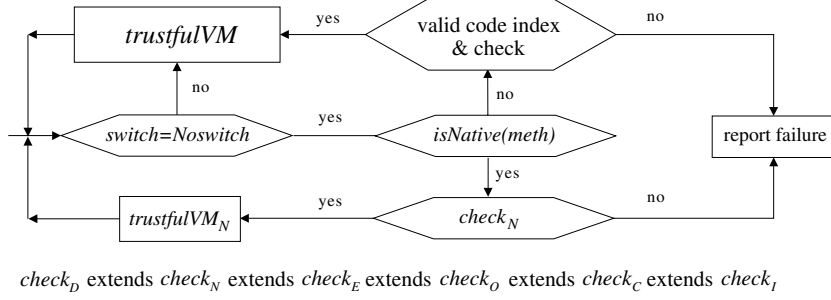 trustfulVM
yes
valid code index
& check
no
no
no
switch=Noswitch
yes
isNative(meth)
report failure
yes
trustfulVM_N
yes
check_N
no
check_D extends check_N extends check_E extends check_O extends check_C extends check_I